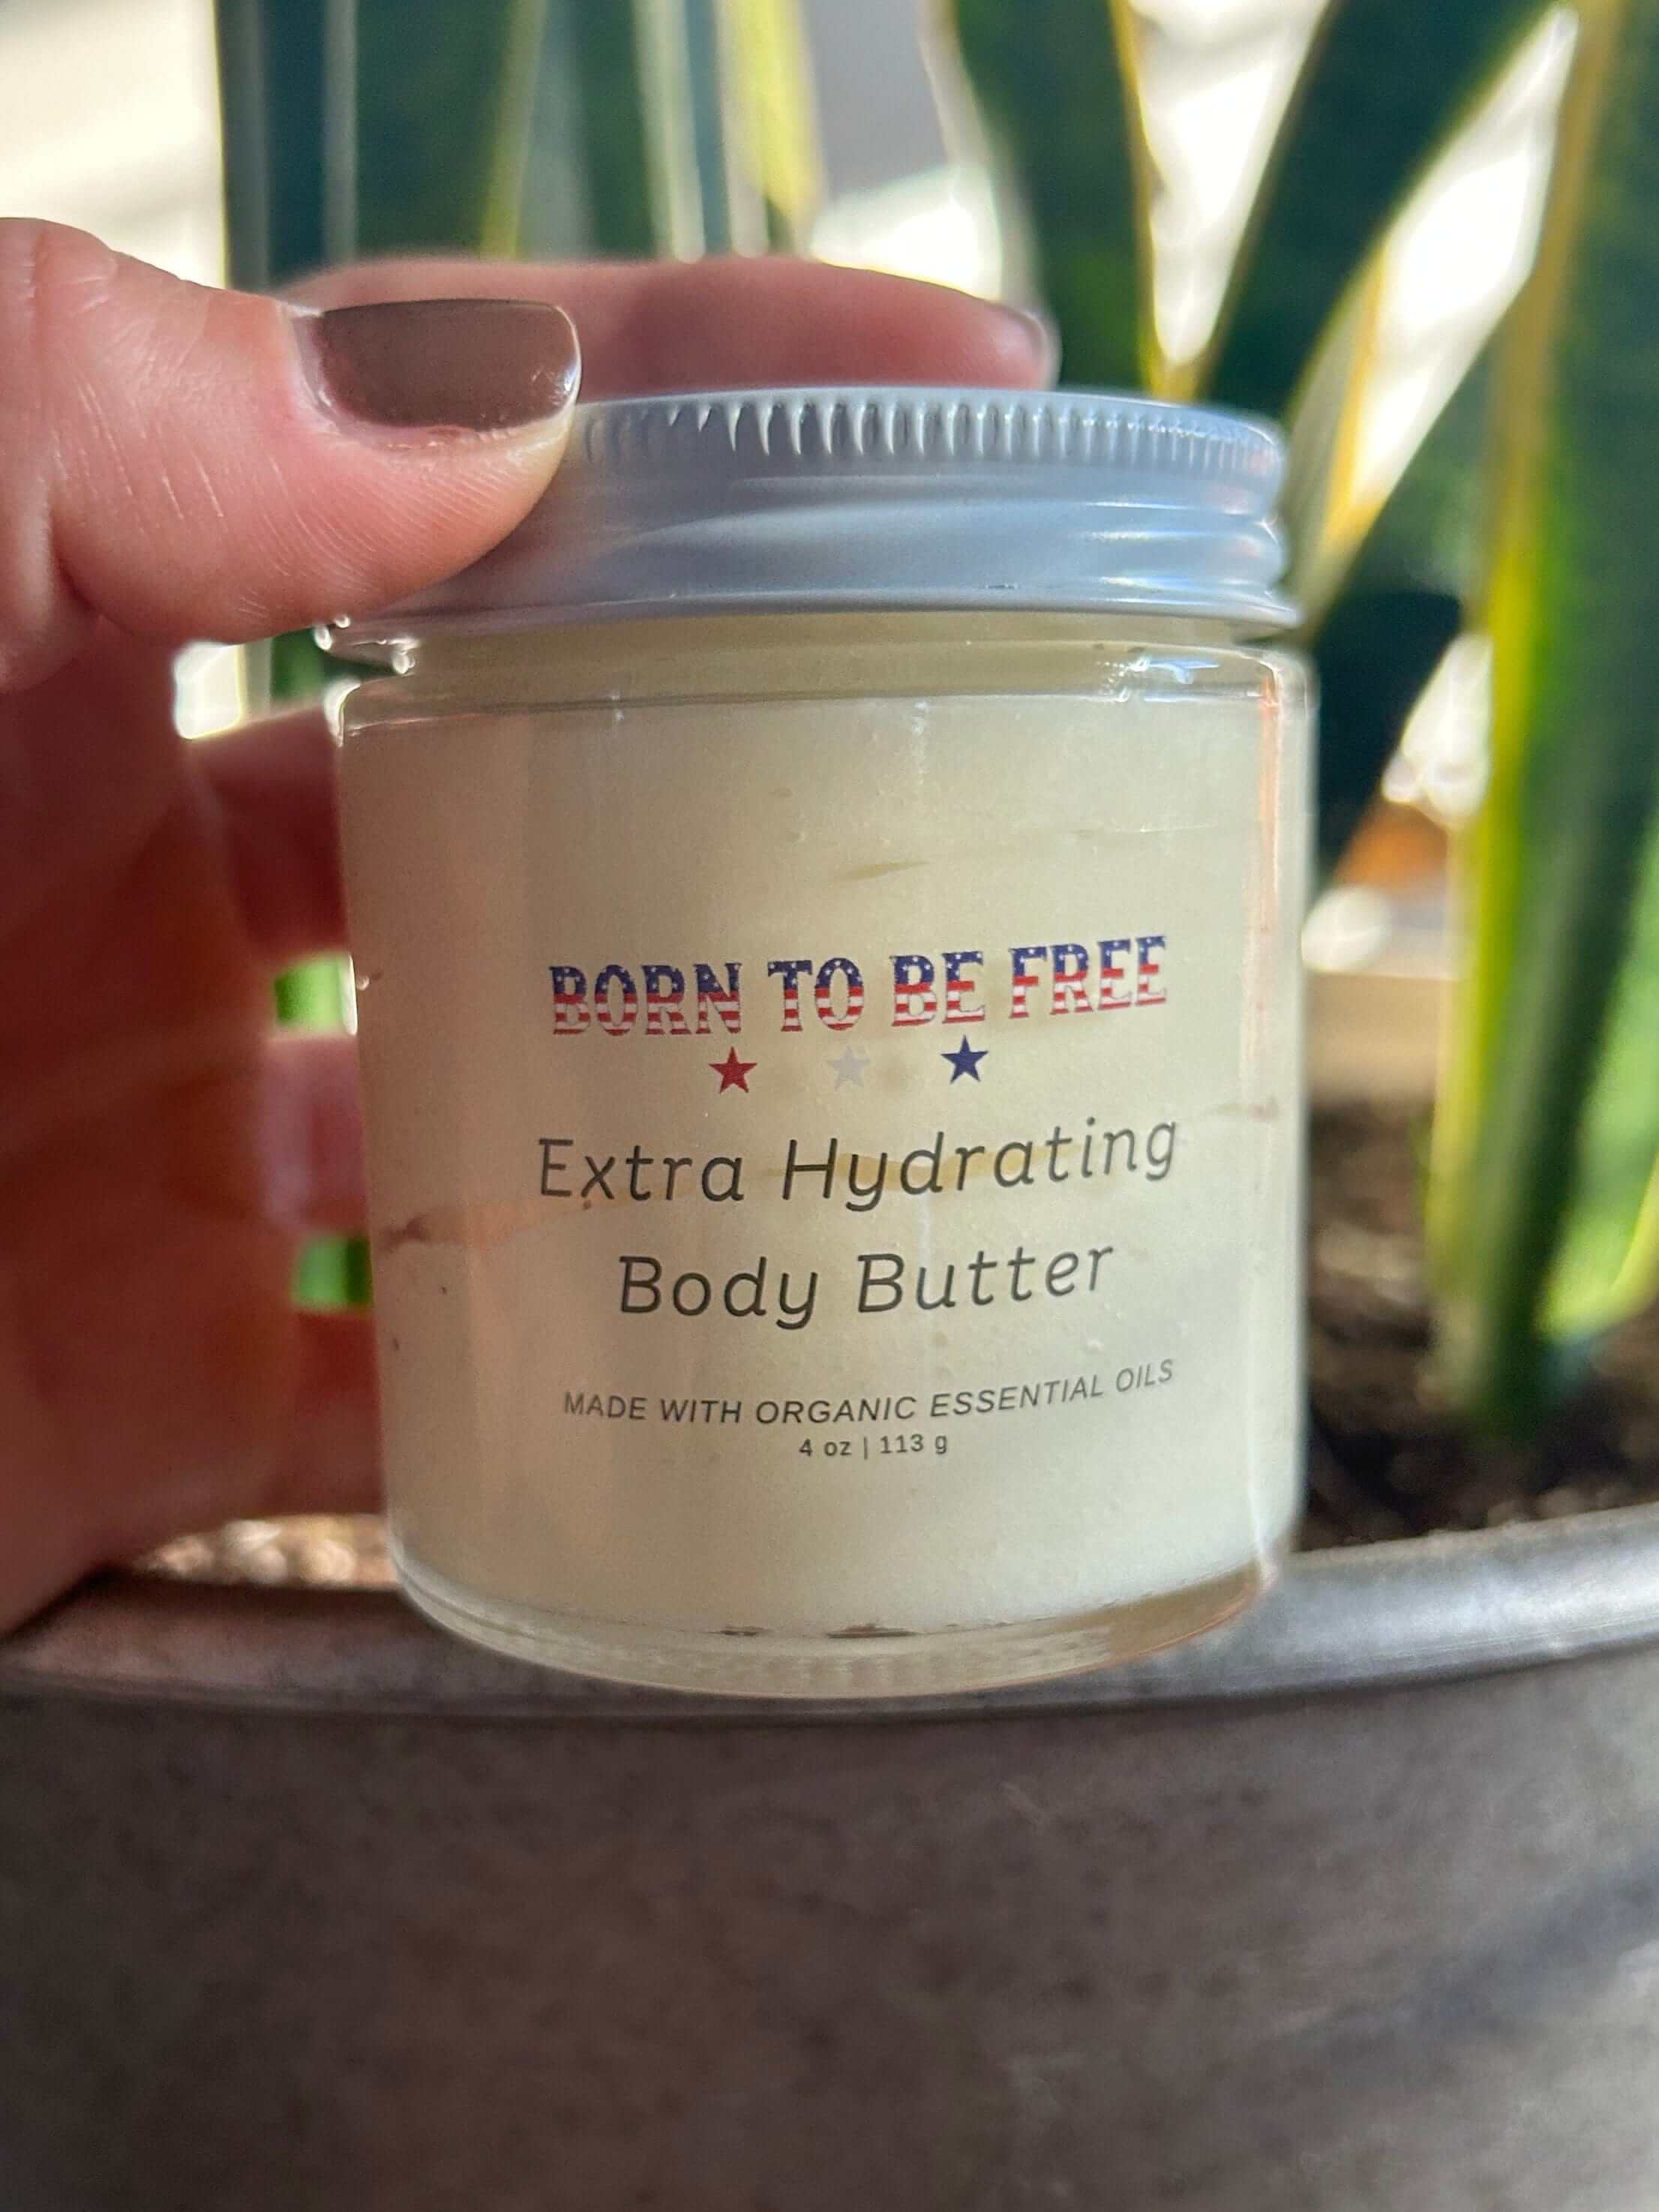 BORN TO BE FREE
Extra Hydrating
Body Butter
MADE WITH ORGANIC ESSENTIAL OILS
4 oz | 113 g